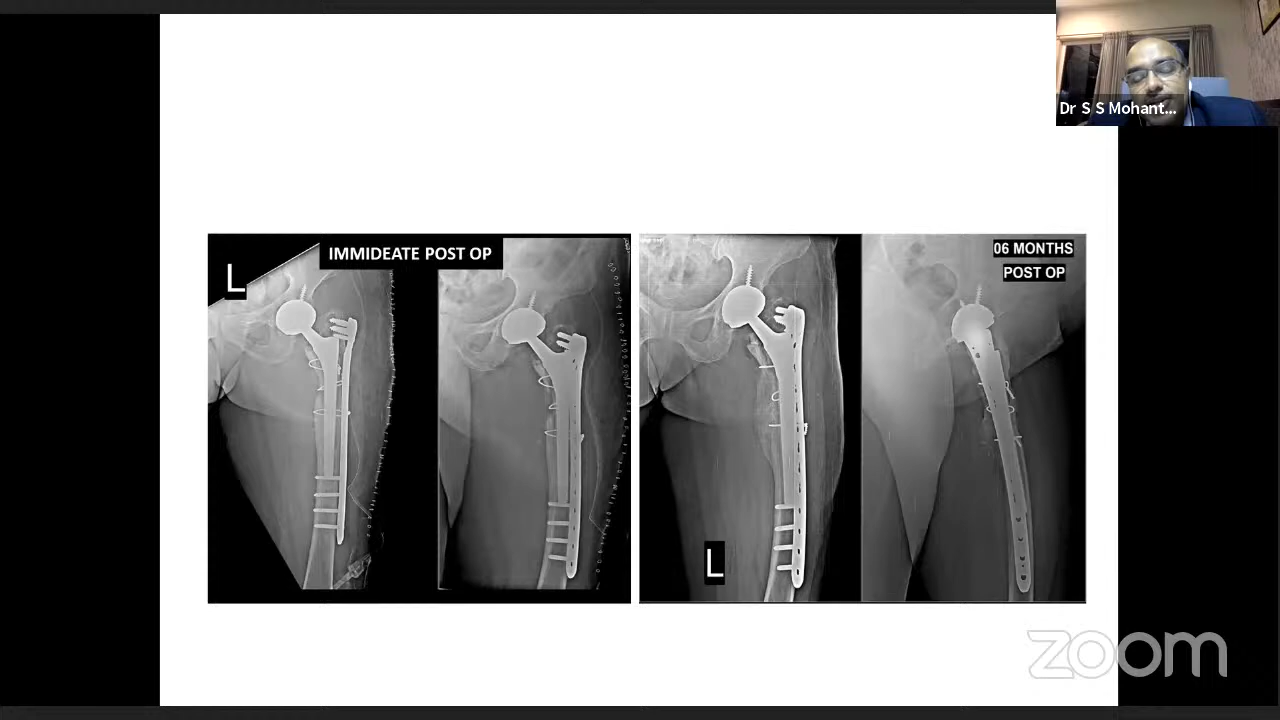 Dr S S Mohant...
L
IMMIDEATE POST OP
06 MONTHS
POST OP
L
zoom